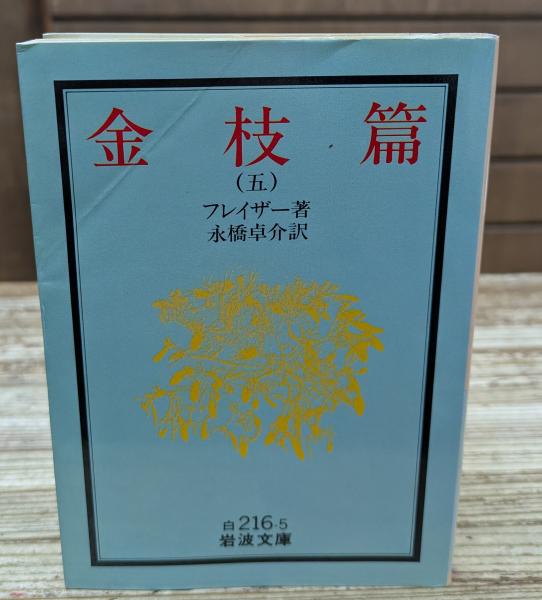 金枝篇
(五)
フレイザー著
永橋卓介訳
白216-5
岩波文庫